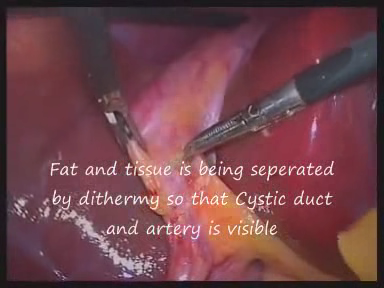 Fat and tissue is being seperated
by dithermy so that Cystic duct
and artery is visible